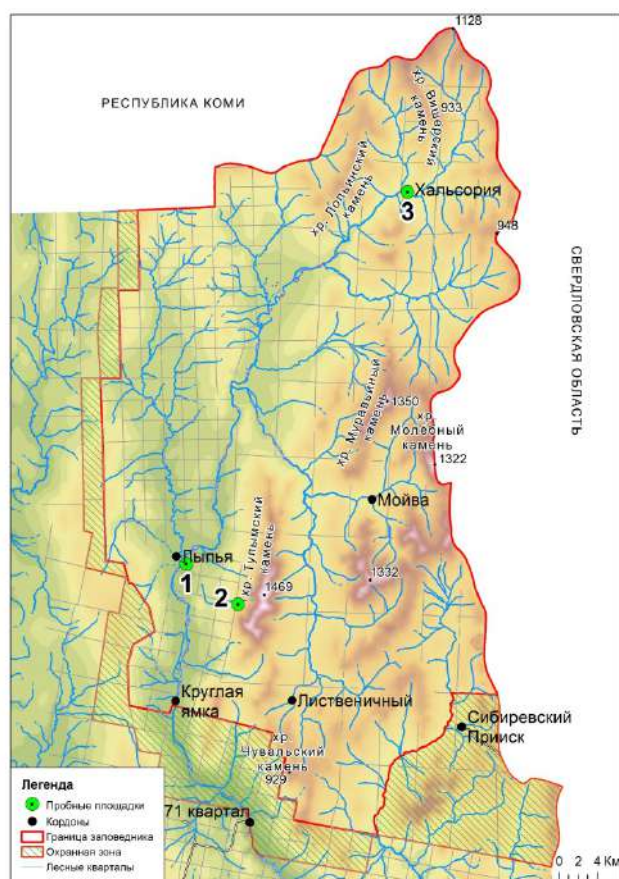 1128
РЕСПУБЛИКА КОМИ
хр. Вишерский
камень
933
хр. Лопьинский
камень
Хальсория
3
948
СВЕРДЛОВСКАЯ ОБЛАСТЬ
хр. Муравьиный
камень
1350
хр.
Молебный
камень
1322
Мойва
Лыпья
1
2
хр. Тулымский
камень
1469
1332
Круглая
ямка
Лиственичный
Сибиревский
Прииск
хр.
Чувальский
камень
929
71 квартал
Легенда
Пробные площадки
Кордоны
Граница заповедника
Охранная зона
Лесные кварталы
0 2 4 Км